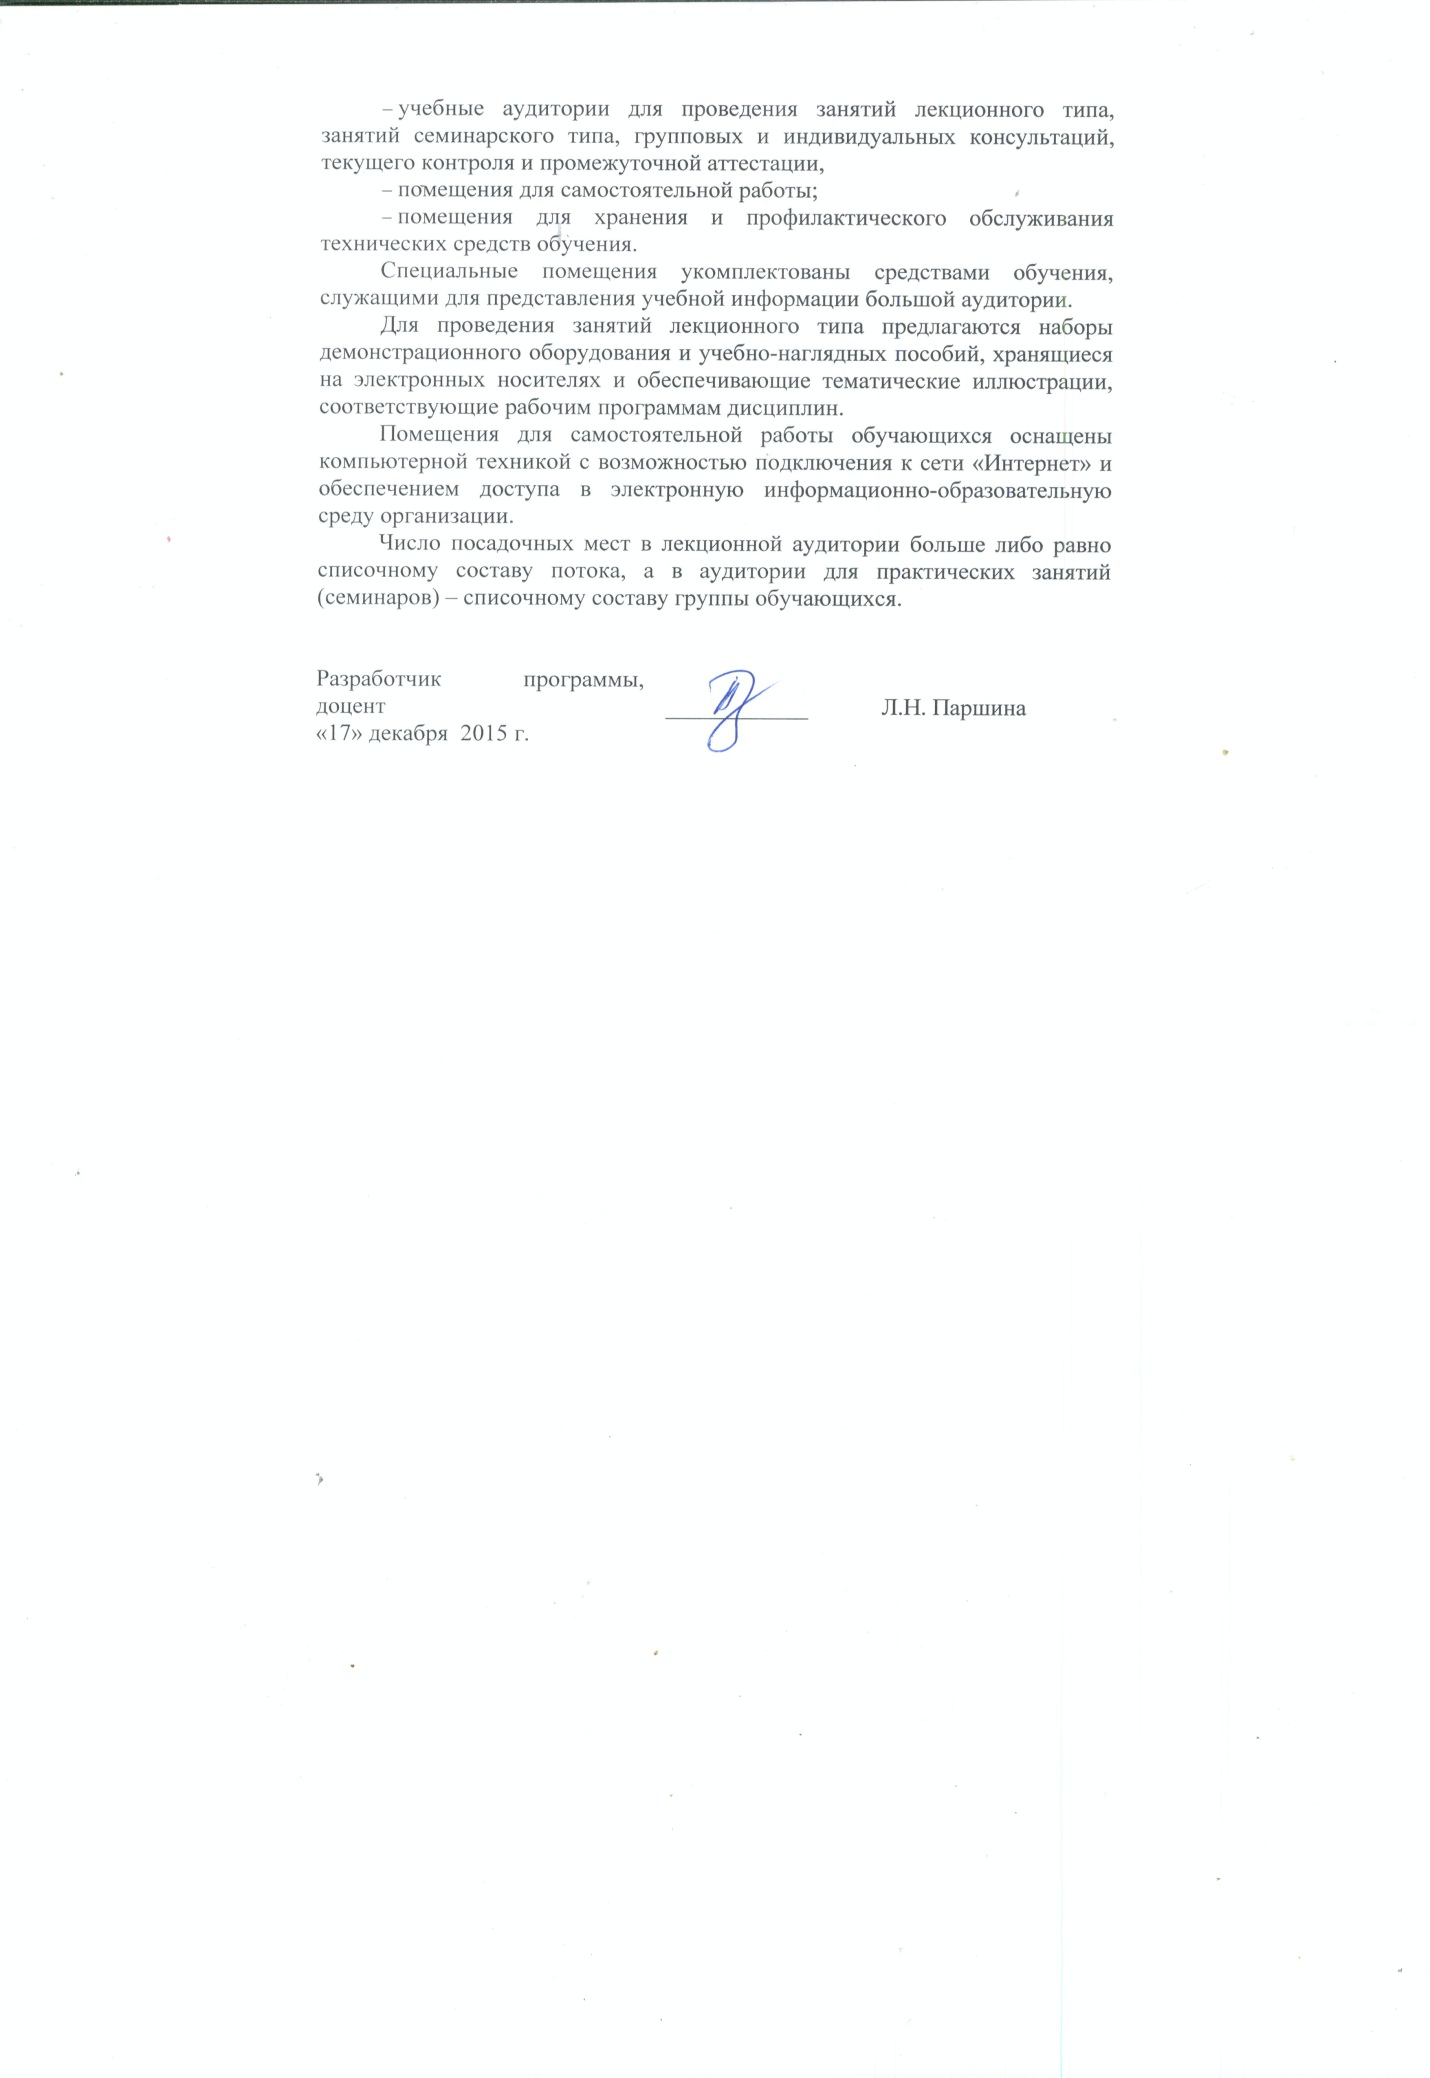 – учебные аудитории для проведения занятий лекционного типа,
занятий семинарского типа, групповых и индивидуальных консультаций,
текущего контроля и промежуточной аттестации,
– помещения для самостоятельной работы;
– помещения для хранения и профилактического обслуживания
технических средств обучения.
Специальные помещения укомплектованы средствами обучения,
служащими для представления учебной информации большой аудитории.
Для проведения занятий лекционного типа предлагаются наборы
демонстрационного оборудования и учебно-наглядных пособий, хранящиеся
на электронных носителях и обеспечивающие тематические иллюстрации,
соответствующие рабочим программам дисциплин.
Помещения для самостоятельной работы обучающихся оснащены
компьютерной техникой с возможностью подключения к сети «Интернет» и
обеспечением доступа в электронную информационно-образовательную
среду организации.
Число посадочных мест в лекционной аудитории больше либо равно
списочному составу потока, а в аудитории для практических занятий
(семинаров) – списочному составу группы обучающихся.
Разработчик программы,
доцент ____________ Л.Н. Паршина
«17» декабря 2015 г.